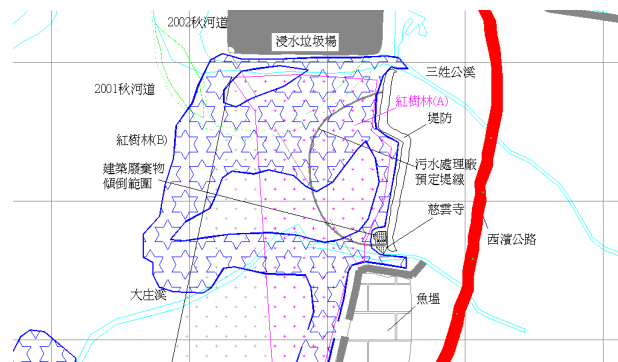 2002秋河道
浸水垃圾場
三姓公溪
2001秋河道
紅樹林(A)
堤防
紅樹林(B)
污水處理廠
預定堤線
建築廢棄物
傾倒範圍
慈雲寺
西濱公路
大庄溪
魚塭